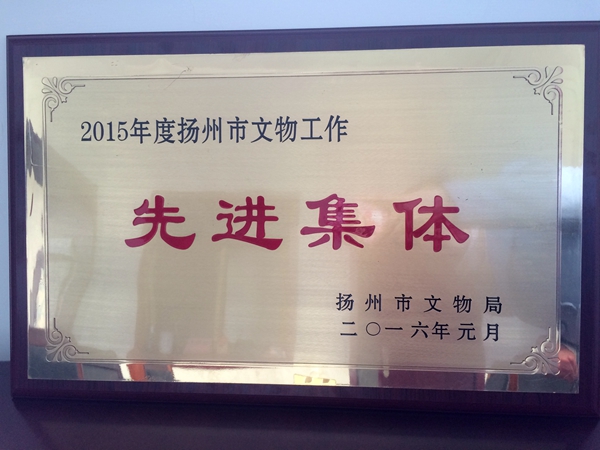 2015年度扬州市文物工作
先进集体
扬州市文物局
二〇一六年元月